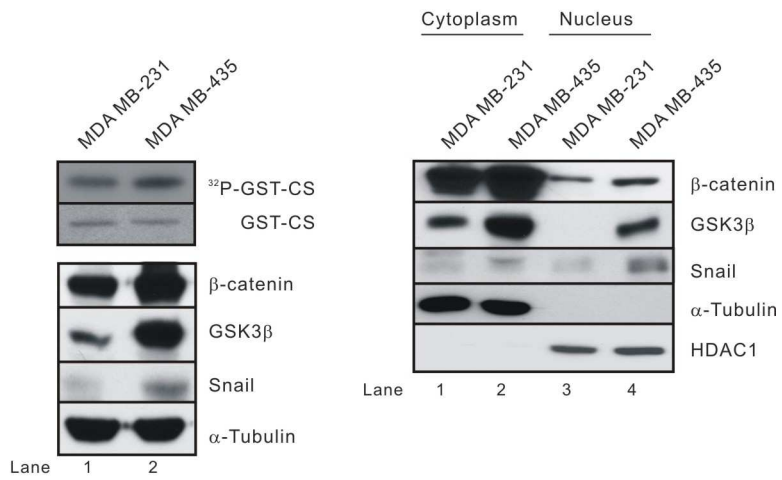 MDA MB-231
MDA MB-435
³²P-GST-CS
GST-CS
β-catenin
GSK3β
Snail
α-Tubulin
Lane 1 2
Cytoplasm Nucleus
MDA MB-231
MDA MB-435
MDA MB-231
MDA MB-435
β-catenin
GSK3β
Snail
α-Tubulin
HDAC1
Lane 1 2 3 4